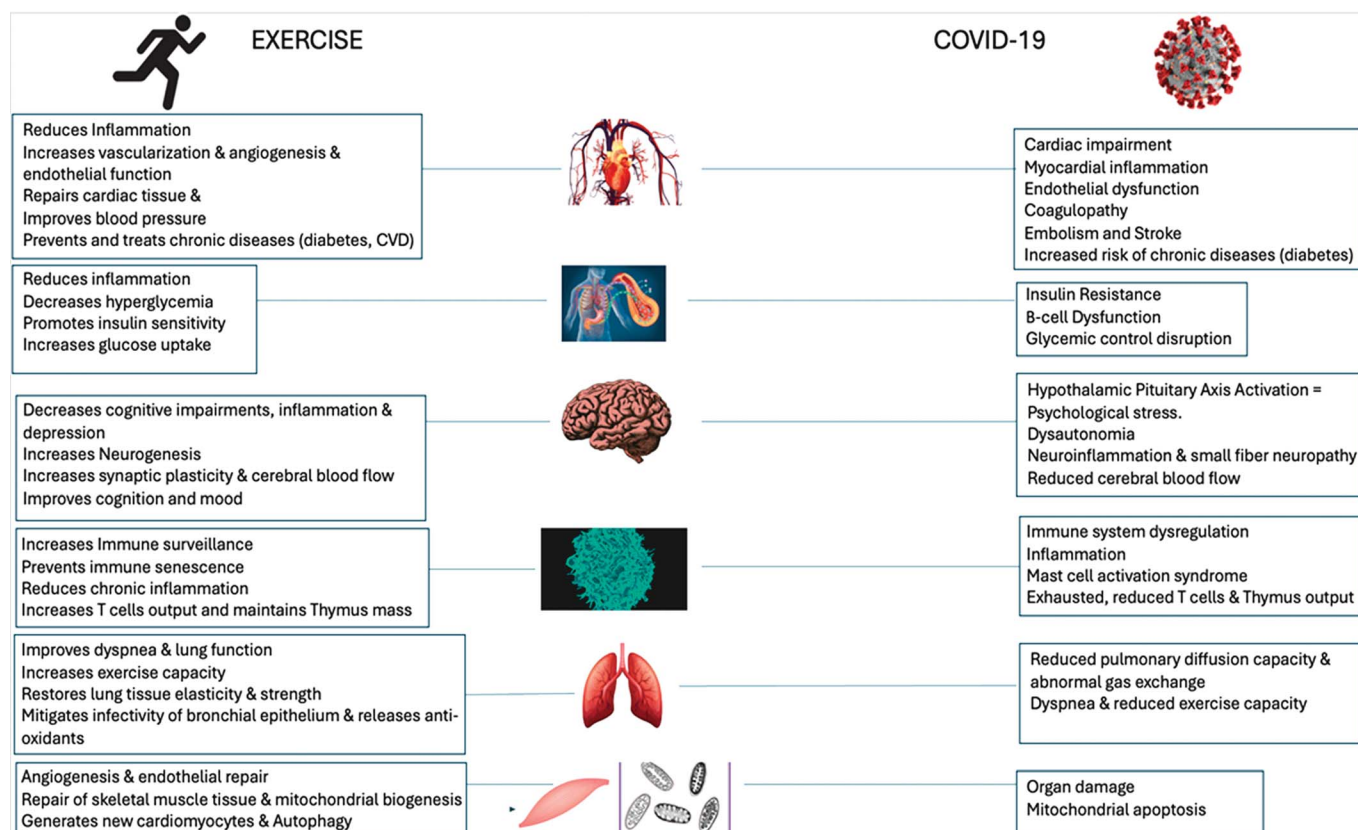 EXERCISE
COVID-19
Reduces Inflammation
Increases vascularization & angiogenesis &
endothelial function
Repairs cardiac tissue &
Improves blood pressure
Prevents and treats chronic diseases (diabetes, CVD)
Cardiac impairment
Myocardial inflammation
Endothelial dysfunction
Coagulopathy
Embolism and Stroke
Increased risk of chronic diseases (diabetes)
Reduces inflammation
Decreases hyperglycemia
Promotes insulin sensitivity
Increases glucose uptake
Insulin Resistance
B-cell Dysfunction
Glycemic control disruption
Decreases cognitive impairments, inflammation &
depression
Increases Neurogenesis
Increases synaptic plasticity & cerebral blood flow
Improves cognition and mood
Hypothalamic Pituitary Axis Activation =
Psychological stress.
Dysautonomia
Neuroinflammation & small fiber neuropathy
Reduced cerebral blood flow
Increases Immune surveillance
Prevents immune senescence
Reduces chronic inflammation
Increases T cells output and maintains Thymus mass
Immune system dysregulation
Inflammation
Mast cell activation syndrome
Exhausted, reduced T cells & Thymus output
Improves dyspnea & lung function
Increases exercise capacity
Restores lung tissue elasticity & strength
Mitigates infectivity of bronchial epithelium & releases anti-
oxidants
Reduced pulmonary diffusion capacity &
abnormal gas exchange
Dyspnea & reduced exercise capacity
Angiogenesis & endothelial repair
Repair of skeletal muscle tissue & mitochondrial biogenesis
Generates new cardiomyocytes & Autophagy
Organ damage
Mitochondrial apoptosis